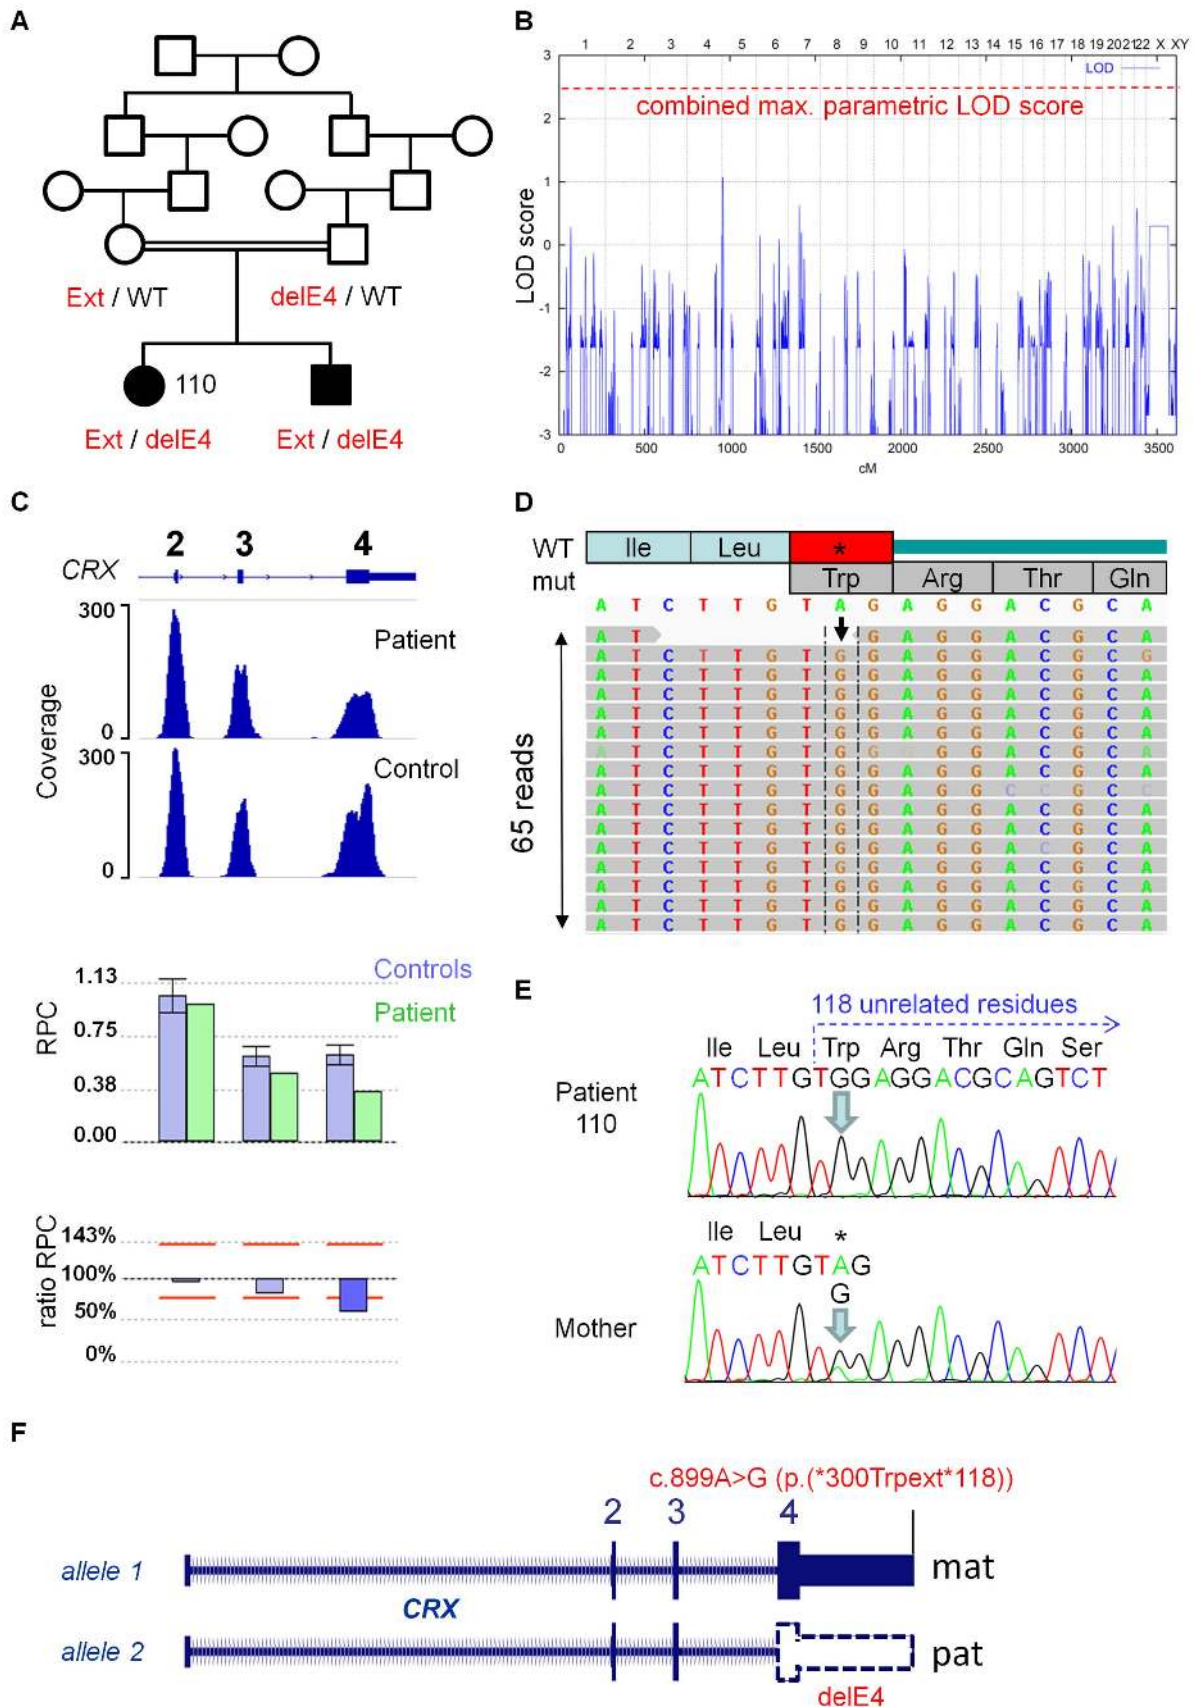 A
Ext / WT
delE4 / WT
110
Ext / delE4
Ext / delE4
B
1 2 3 4 5 6 7 8 9 10 11 12 13 14 15 16 17 18 19 20 21 22 X XY
3
2
1
0
-1
-2
-3
LOD score
LOD
combined max. parametric LOD score
0 500 1000 1500 2000 2500 3000 3500
cM
C
2 3 4
CRX
300
Patient
0
Coverage
300
Control
0
Controls
Patient
RPC
1.13
0.75
0.38
0.00
ratio RPC
143%
100%
50%
0%
D
WT Ile Leu *
mut Trp Arg Thr Gln
A T C T T G T A G A G G A C G C A
65 reads
A T G A G G A C G C A
A T C T T G T G G A G G A C G C G
A T C T T G T G G A G G A C G C A
A T C T T G T G G A G G A C G C A
A T C T T G T G G A G G A C G C A
A T C T T G T G G A G G A C G C A
A T C T T G T G G G G A C G C A
A T C T T G T G G A G G A C G C A
A T C T T G T G G A G G C C G C C
A T C T T G T G G A G G A C G C A
A T C T T G T G G A G G A C G C A
A T C T T G T G G A G G A C G C A
A T C T T G T G G A G G A C G C A
A T C T T G T G G A G G A C G C A
A T C T T G T G G A G G A C G C A
A T C T T G T G G A G G A C G C A
E
118 unrelated residues
Ile Leu Trp Arg Thr Gln Ser
ATCTTGTGGAGGACGCAGTCT
Patient
110
Ile Leu *
ATCTTGTAG
G
Mother
F
c.899A>G (p.(*300Trpext*118))
2 3 4
allele 1
mat
CRX
allele 2
pat
delE4